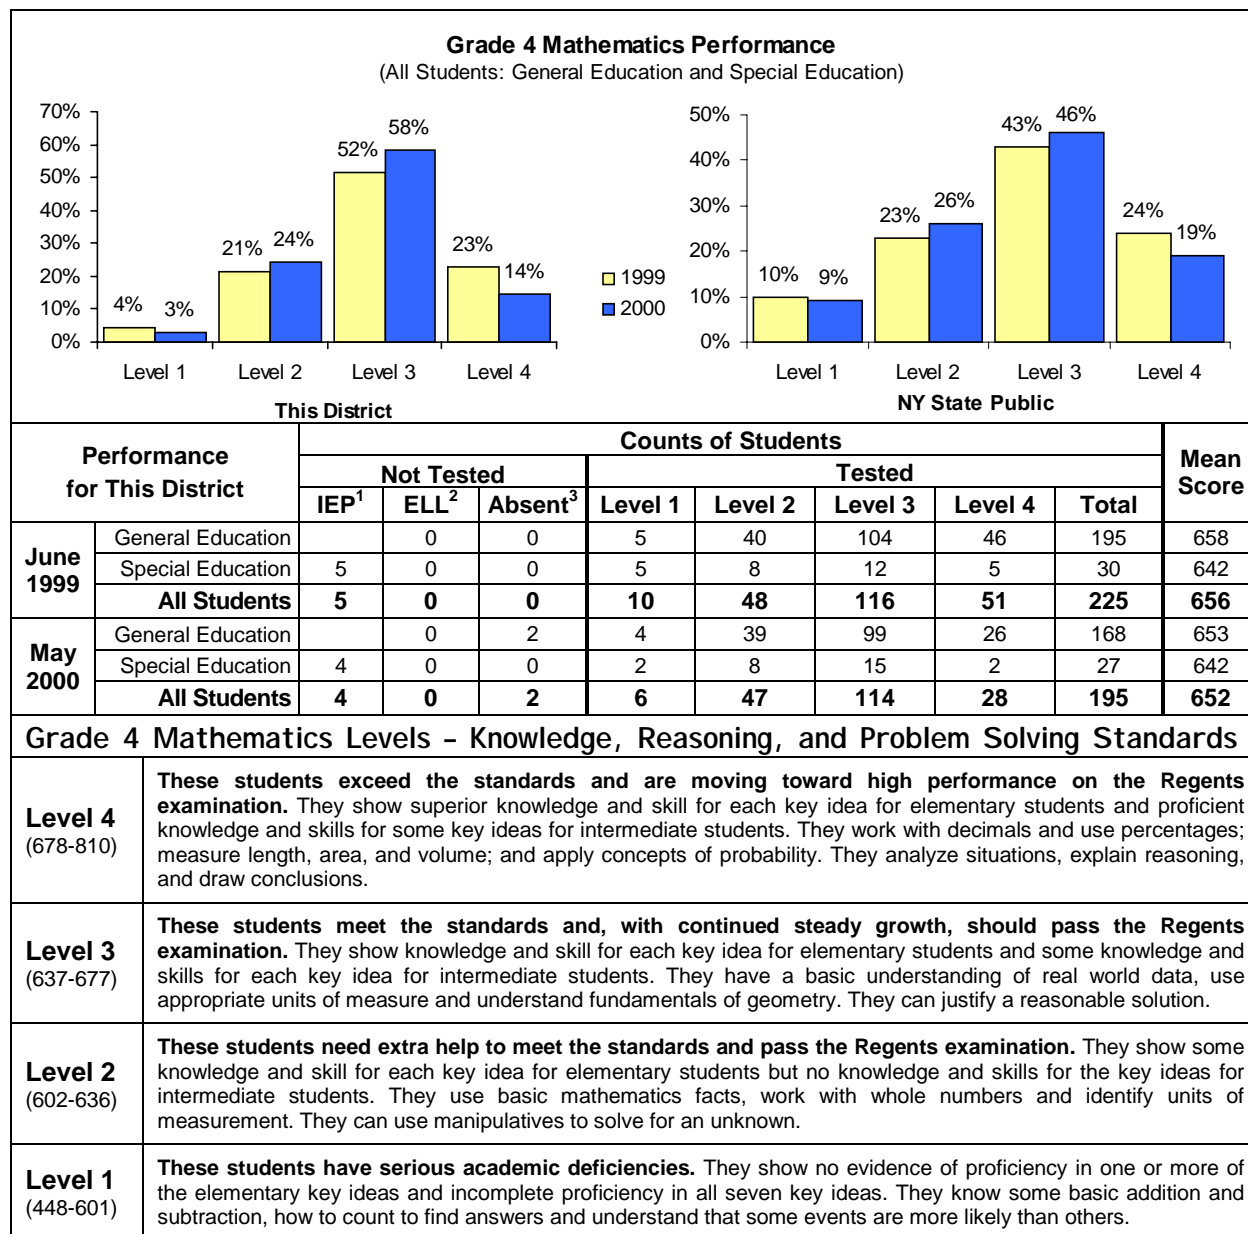 Grade 4 Mathematics Performance
(All Students: General Education and Special Education)
70%
60%
50%
40%
30%
20%
10%
0%
4%
3%
21%
24%
52%
58%
23%
14%
Level 1
Level 2
Level 3
Level 4
This District
1999
2000
50%
40%
30%
20%
10%
0%
10%
9%
23%
26%
43%
46%
24%
19%
Level 1
Level 2
Level 3
Level 4
NY State Public
Performance for This District
Counts of Students
Mean Score
Not Tested
Tested
IEP1 ELL2 Absent3 Level 1 Level 2 Level 3 Level 4 Total
June 1999
General Education 0 0 5 40 104 46 195 658
Special Education 5 0 0 5 8 12 5 30 642
All Students 5 0 0 10 48 116 51 225 656
May 2000
General Education 0 2 4 39 99 26 168 653
Special Education 4 0 0 2 8 15 2 27 642
All Students 4 0 2 6 47 114 28 195 652
Grade 4 Mathematics Levels – Knowledge, Reasoning, and Problem Solving Standards
Level 4
(678-810)
These students exceed the standards and are moving toward high performance on the Regents
examination. They show superior knowledge and skill for each key idea for elementary students and proficient
knowledge and skills for some key ideas for intermediate students. They work with decimals and use percentages;
measure length, area, and volume; and apply concepts of probability. They analyze situations, explain reasoning,
and draw conclusions.
Level 3
(637-677)
These students meet the standards and, with continued steady growth, should pass the Regents
examination. They show knowledge and skill for each key idea for elementary students and some knowledge and
skills for each key idea for intermediate students. They have a basic understanding of real world data, use
appropriate units of measure and understand fundamentals of geometry. They can justify a reasonable solution.
Level 2
(602-636)
These students need extra help to meet the standards and pass the Regents examination. They show some
knowledge and skill for each key idea for elementary students but no knowledge and skills for the key ideas for
intermediate students. They use basic mathematics facts, work with whole numbers and identify units of
measurement. They can use manipulatives to solve for an unknown.
Level 1
(448-601)
These students have serious academic deficiencies. They show no evidence of proficiency in one or more of
the elementary key ideas and incomplete proficiency in all seven key ideas. They know some basic addition and
subtraction, how to count to find answers and understand that some events are more likely than others.